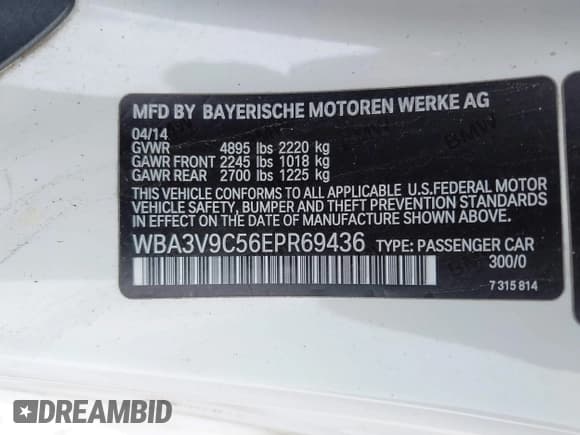 MFD BY BAYERISCHE MOTOREN WERKE AG
04/14
GVWR 4895 lbs 2220 kg
GAWR FRONT 2245 lbs 1018 kg
GAWR REAR 2700 lbs 1225 kg
THIS VEHICLE CONFORMS TO ALL APPLICABLE U.S.FEDERAL MOTOR
VEHICLE SAFETY, BUMPER AND THEFT PREVENTION STANDARDS
IN EFFECT ON THE DATE OF MANUFACTURE SHOWN ABOVE.
WBA3V9C56EPR69436 TYPE: PASSENGER CAR
300/0
7 315 814
DREAMBID